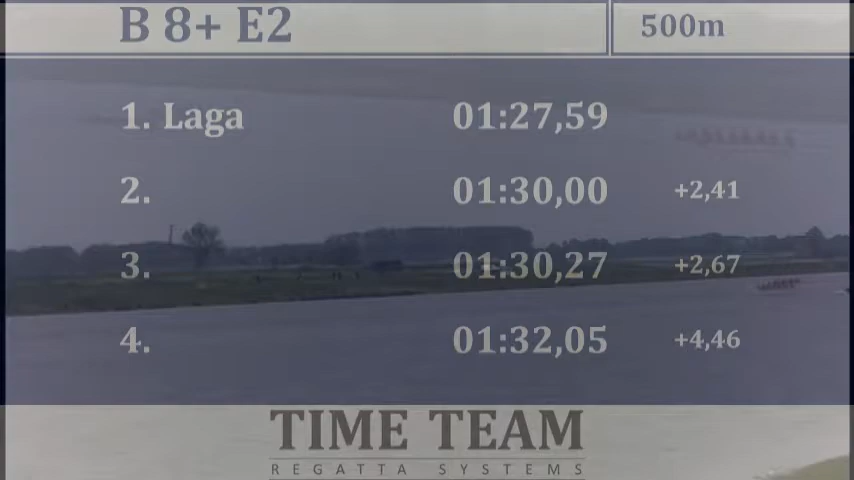 B 8+ E2 500m
1. Laga 01:27,59
2. 01:30,00 +2,41
3. 01:30,27 +2,67
4. 01:32,05 +4,46
TIME TEAM
REGATTA SYSTEMS